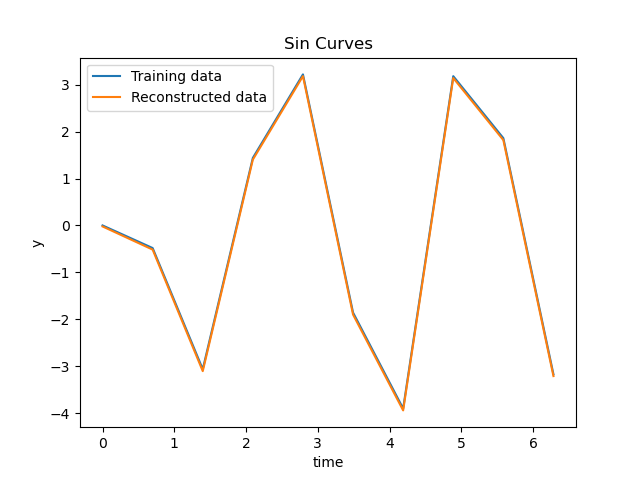 Sin Curves
Training data
Reconstructed data
3
2
1
0
−1
−2
−3
−4
y
0 1 2 3 4 5 6
time